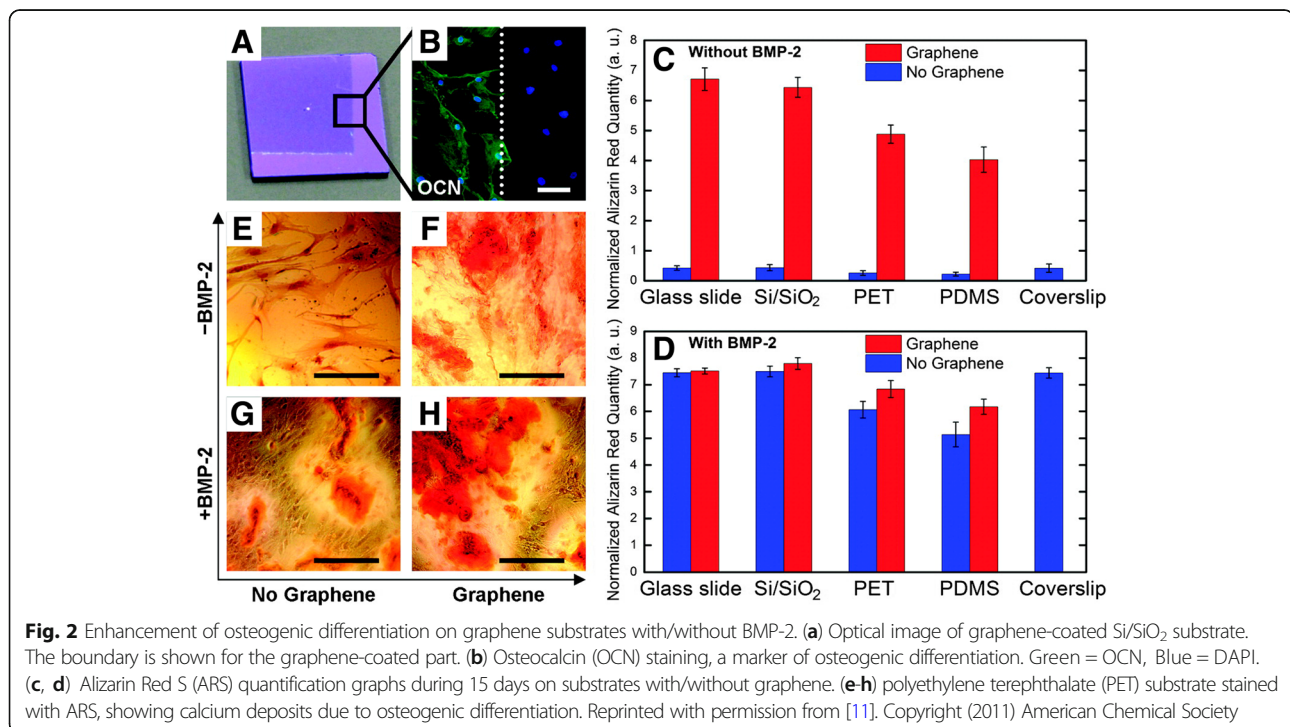 A
B
OCN
E
F
G
H
−BMP-2
+BMP-2
No Graphene
Graphene
C Without BMP-2
Graphene
No Graphene
Normalized Alizarin Red Quantity (a. u.)
8
7
6
5
4
3
2
1
0
Glass slide Si/SiO₂ PET PDMS Coverslip
D With BMP-2
Graphene
No Graphene
Normalized Alizarin Red Quantity (a. u.)
9
8
7
6
5
4
3
2
1
0
Glass slide Si/SiO₂ PET PDMS Coverslip
Fig. 2 Enhancement of osteogenic differentiation on graphene substrates with/without BMP-2. (a) Optical image of graphene-coated Si/SiO₂ substrate.
The boundary is shown for the graphene-coated part. (b) Osteocalcin (OCN) staining, a marker of osteogenic differentiation. Green = OCN, Blue = DAPI.
(c, d) Alizarin Red S (ARS) quantification graphs during 15 days on substrates with/without graphene. (e-h) polyethylene terephthalate (PET) substrate stained
with ARS, showing calcium deposits due to osteogenic differentiation. Reprinted with permission from [11]. Copyright (2011) American Chemical Society